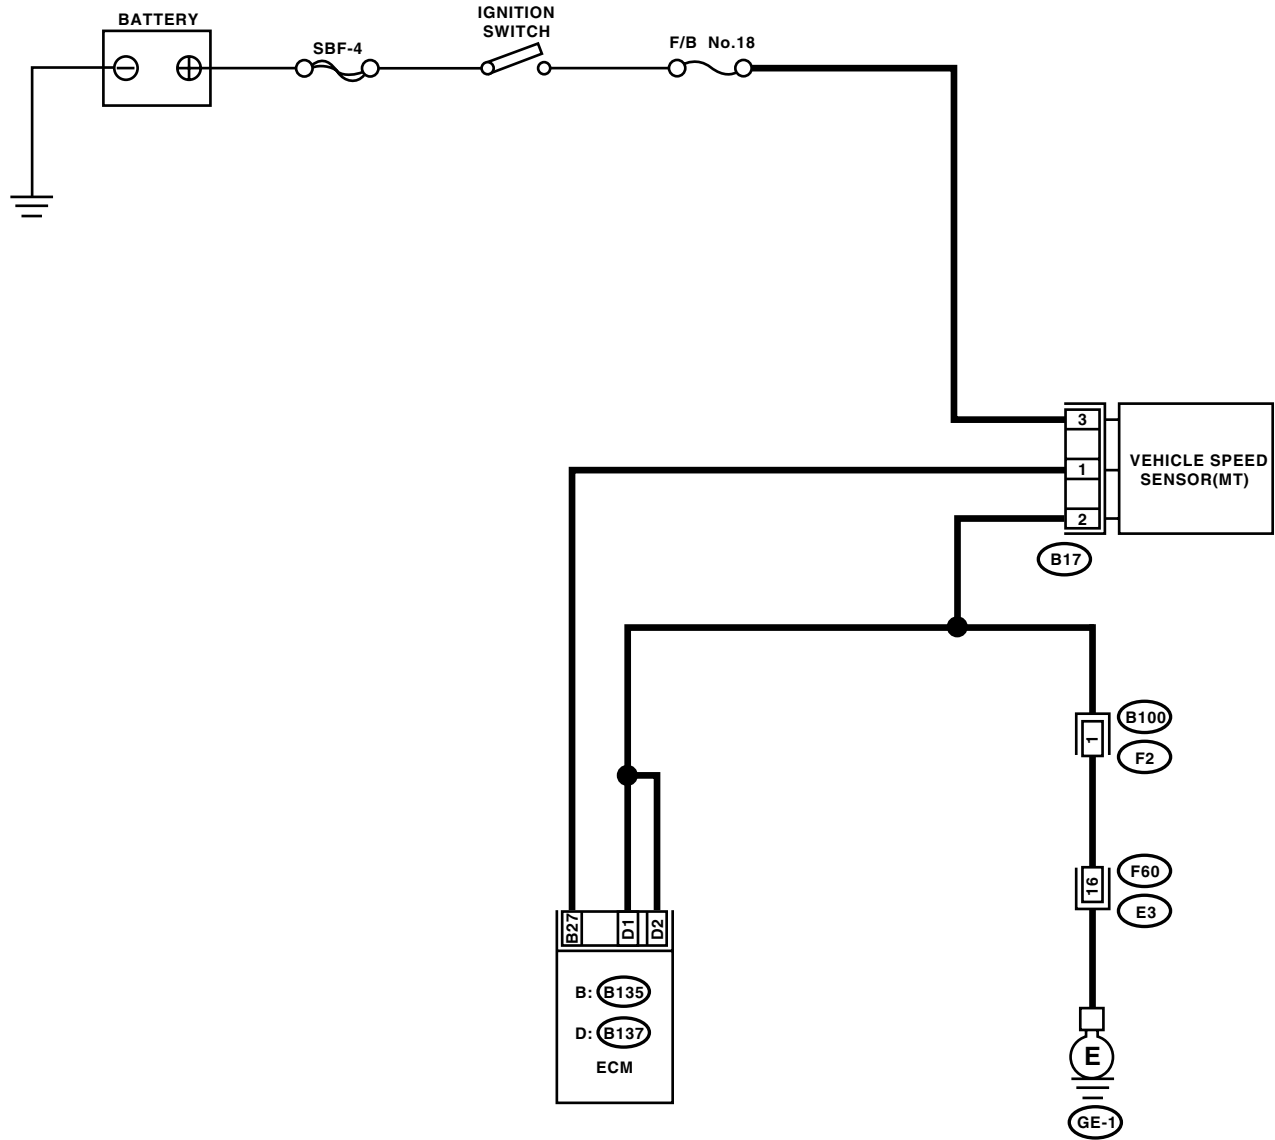 IGNITION
SWITCH
BATTERY
SBF-4
F/B No.18
3
1
2
VEHICLE SPEED
SENSOR(MT)
B17
B100
1
F2
F60
16
E3
B27
D1
D2
B: B135
D: B137
ECM
E
GE-1